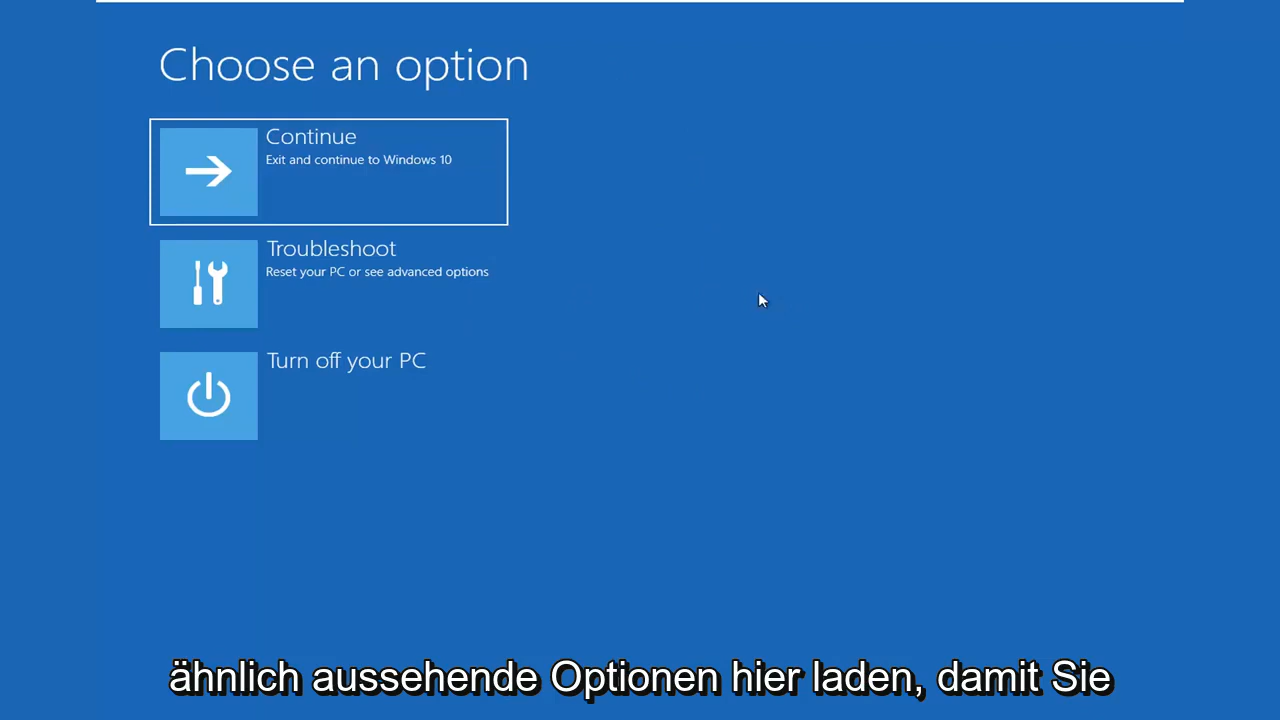 Choose an option
Continue
Exit and continue to Windows 10
Troubleshoot
Reset your PC or see advanced options
Turn off your PC
ähnlich aussehende Optionen hier laden, damit Sie